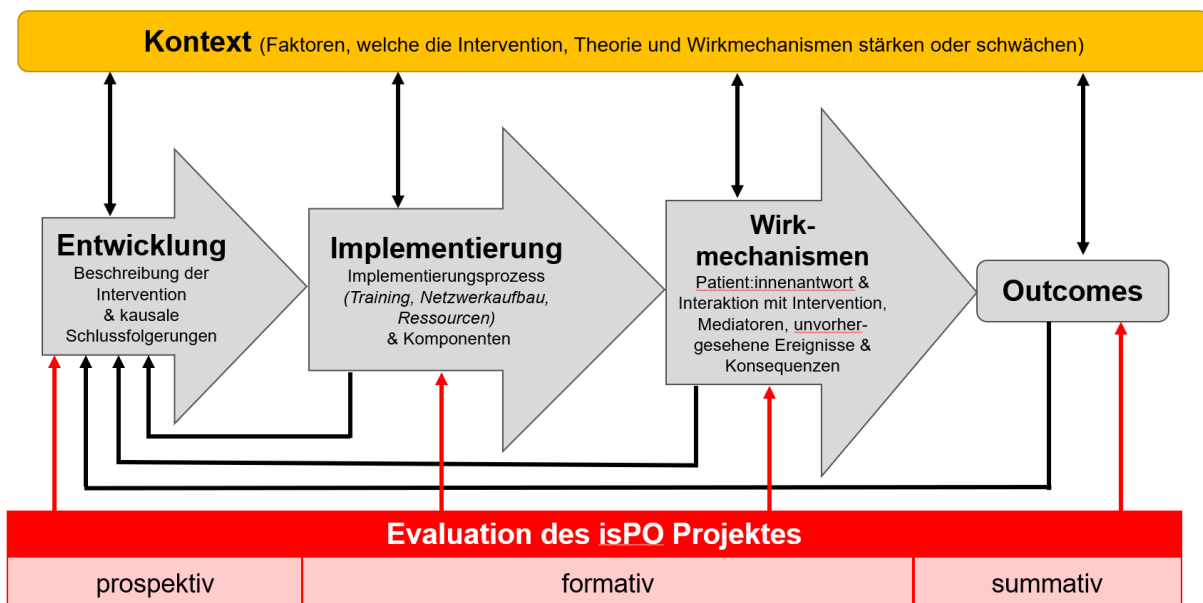 Kontext (Faktoren, welche die Intervention, Theorie und Wirkmechanismen stärken oder schwächen)
Entwicklung
Beschreibung der
Intervention
& kausale
Schlussfolgerungen
Implementierung
Implementierungsprozess
(Training, Netzwerkaufbau,
Ressourcen)
& Komponenten
Wirk-
mechanismen
Patient:innenantwort &
Interaktion mit Intervention,
Mediatoren, unvorher-
gesehene Ereignisse &
Konsequenzen
Outcomes
Evaluation des isPO Projektes
prospektiv
formativ
summativ